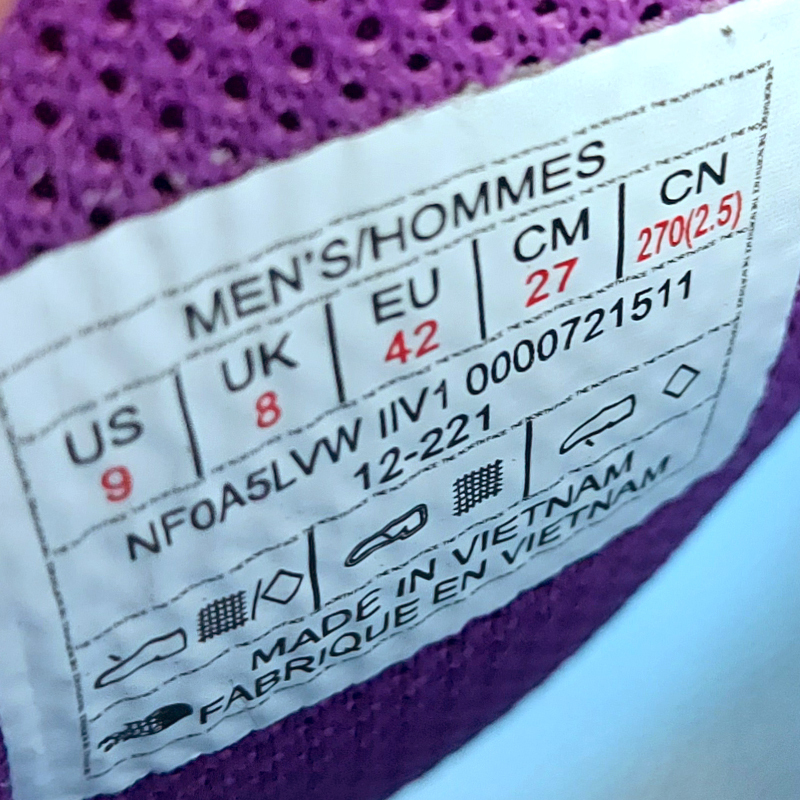 MEN'S/HOMMES
US UK EU CM CN
9 8 42 27 270(2.5)
NF0A5LVW IIV1 0000721511
12-221
MADE IN VIETNAM
FABRIQUE EN VIETNAM